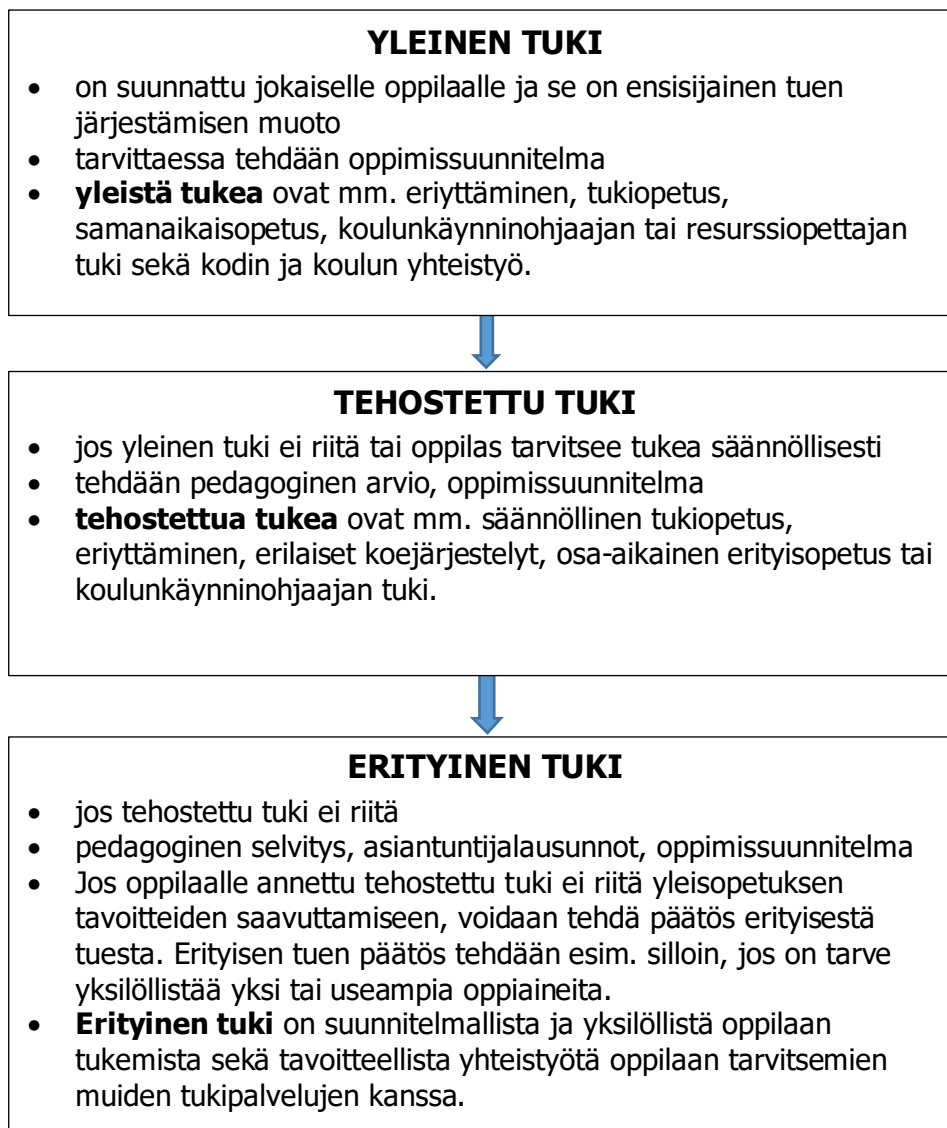 YLEINEN TUKI
• on suunnattu jokaiselle oppilaalle ja se on ensisijainen tuen
järjestämisen muoto
• tarvittaessa tehdään oppimissuunnitelma
• yleistä tukea ovat mm. eriyttäminen, tukiopetus,
samanaikaisopetus, koulunkäynninohjaajan tai resurssiopettajan
tuki sekä kodin ja koulun yhteistyö.
TEHOSTETTU TUKI
• jos yleinen tuki ei riitä tai oppilas tarvitsee tukea säännöllisesti
• tehdään pedagoginen arvio, oppimissuunnitelma
• tehostettua tukea ovat mm. säännöllinen tukiopetus,
eriyttäminen, erilaiset koejärjestelyt, osa-aikainen erityisopetus tai
koulunkäynninohjaajan tuki.
ERITYINEN TUKI
• jos tehostettu tuki ei riitä
• pedagoginen selvitys, asiantuntijalausunnot, oppimissuunnitelma
• Jos oppilaalle annettu tehostettu tuki ei riitä yleisopetuksen
tavoitteiden saavuttamiseen, voidaan tehdä päätös erityisestä
tuesta. Erityisen tuen päätös tehdään esim. silloin, jos on tarve
yksilöllistää yksi tai useampia oppiaineita.
• Erityinen tuki on suunnitelmallista ja yksilöllistä oppilaan
tukemista sekä tavoitteellista yhteistyötä oppilaan tarvitsemien
muiden tukipalvelujen kanssa.